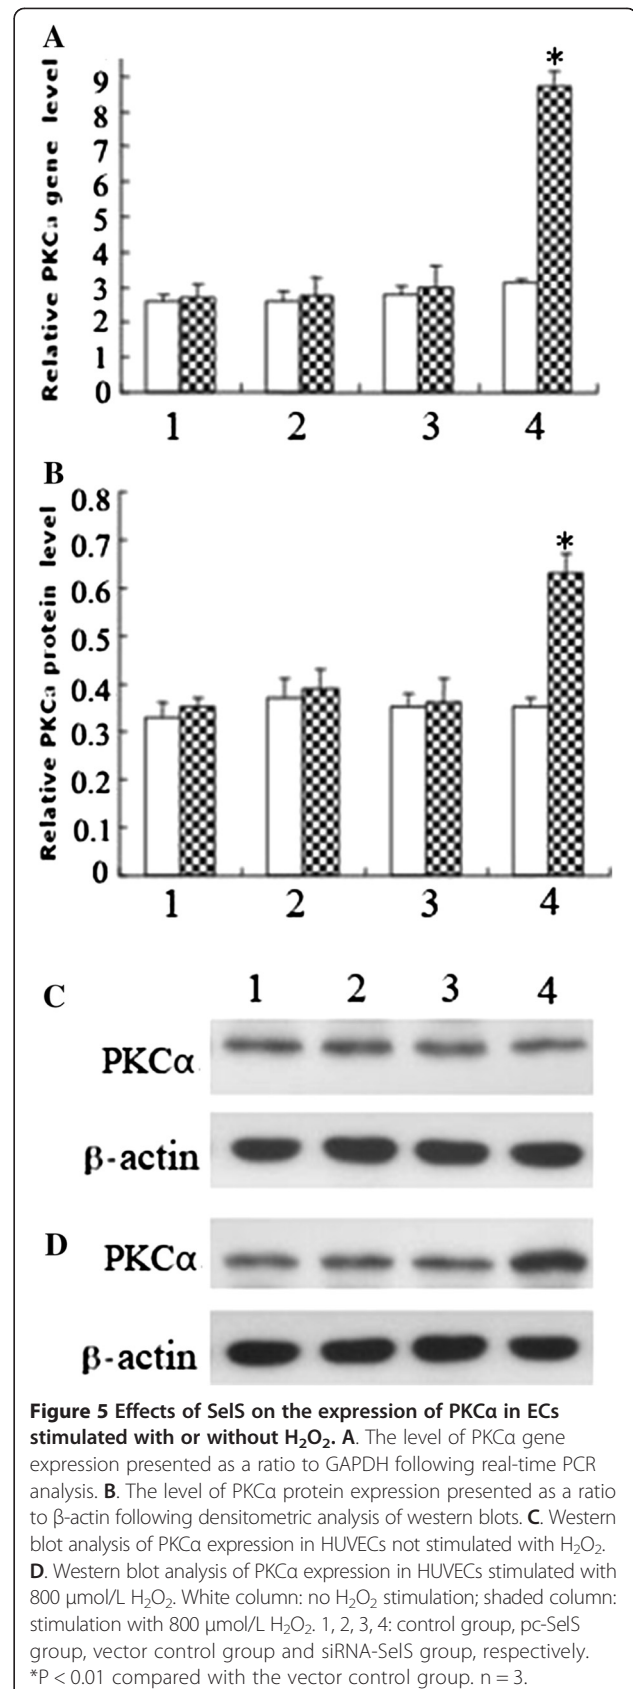 A
Relative PKCa gene level
9
8
7
6
5
4
3
2
1
0
*
1 2 3 4
B
Relative PKCa protein level
0.8
0.7
0.6
0.5
0.4
0.3
0.2
0.1
0
*
1 2 3 4
C
1 2 3 4
PKCα
β-actin
D
PKCα
β-actin
Figure 5 Effects of SelS on the expression of PKCα in ECs
stimulated with or without H₂O₂. A. The level of PKCα gene
expression presented as a ratio to GAPDH following real-time PCR
analysis. B. The level of PKCα protein expression presented as a ratio
to β-actin following densitometric analysis of western blots. C. Western
blot analysis of PKCα expression in HUVECs not stimulated with H₂O₂.
D. Western blot analysis of PKCα expression in HUVECs stimulated with
800 μmol/L H₂O₂. White column: no H₂O₂ stimulation; shaded column:
stimulation with 800 μmol/L H₂O₂. 1, 2, 3, 4: control group, pc-SelS
group, vector control group and siRNA-SelS group, respectively.
*P < 0.01 compared with the vector control group. n = 3.